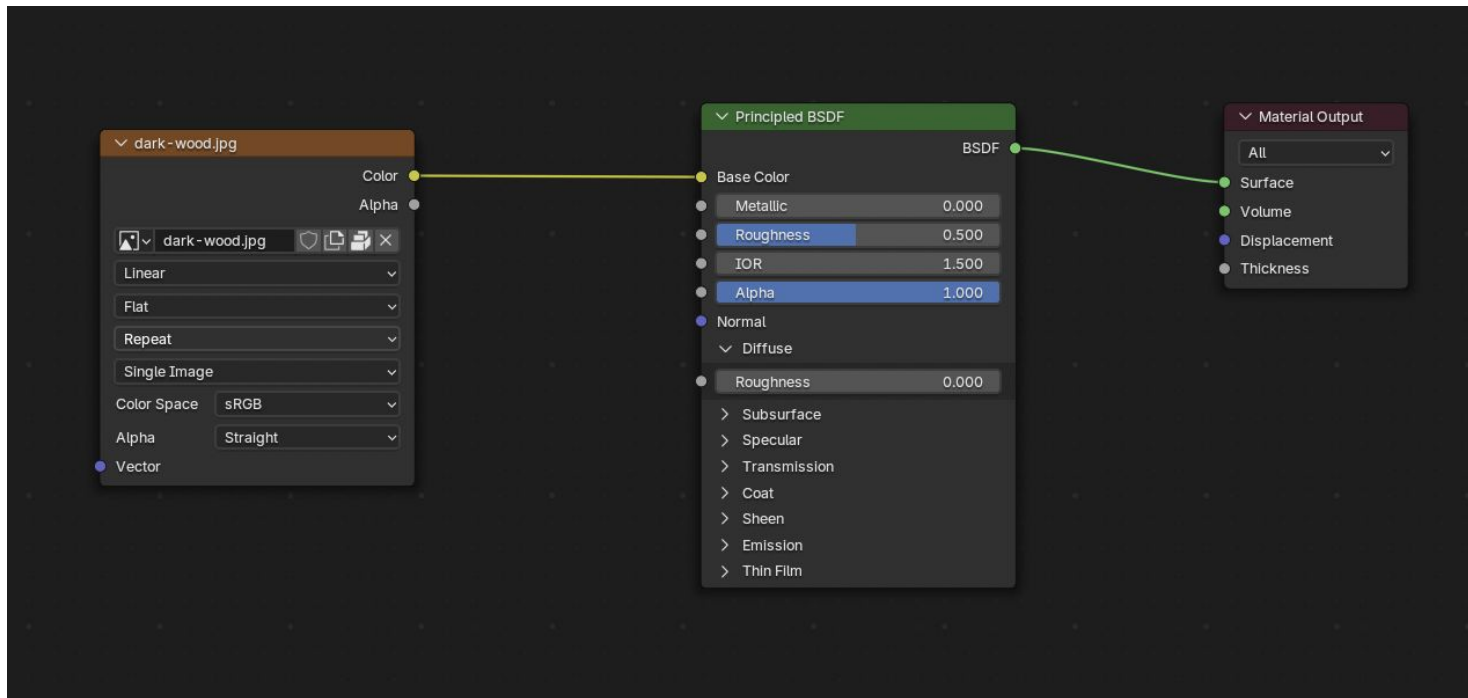 dark-wood.jpg
Color
Alpha
dark-wood.jpg
Linear
Flat
Repeat
Single Image
Color Space sRGB
Alpha Straight
Vector
Principled BSDF
BSDF
Base Color
Metallic 0.000
Roughness 0.500
IOR 1.500
Alpha 1.000
Normal
Diffuse
Roughness 0.000
Subsurface
Specular
Transmission
Coat
Sheen
Emission
Thin Film
Material Output
All
Surface
Volume
Displacement
Thickness